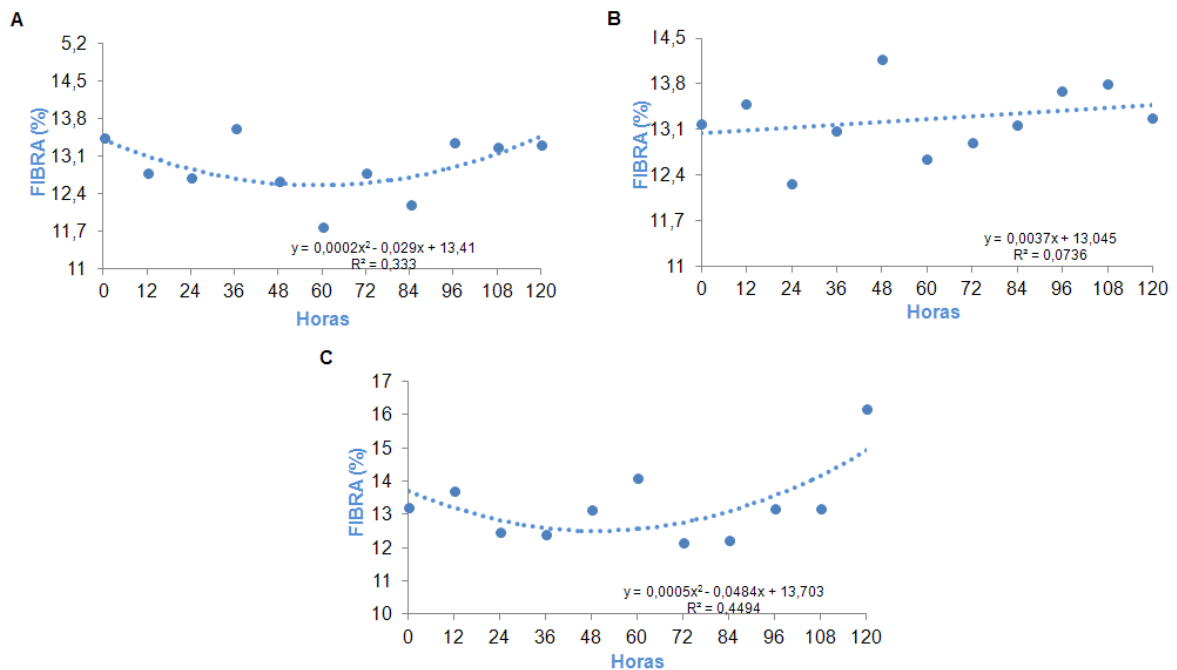 A
5,2
14,5
13,8
13,1
12,4
11,7
11
FIBRA (%)
y = 0,0002x² - 0,029x + 13,41
R² = 0,333
0 12 24 36 48 60 72 84 96 108 120
Horas
B
14,5
13,8
13,1
12,4
11,7
11
FIBRA (%)
y = 0,0037x + 13,045
R² = 0,0736
0 12 24 36 48 60 72 84 96 108 120
Horas
C
17
16
15
14
13
12
11
10
FIBRA (%)
y = 0,0005x² - 0,0484x + 13,703
R² = 0,4494
0 12 24 36 48 60 72 84 96 108 120
Horas